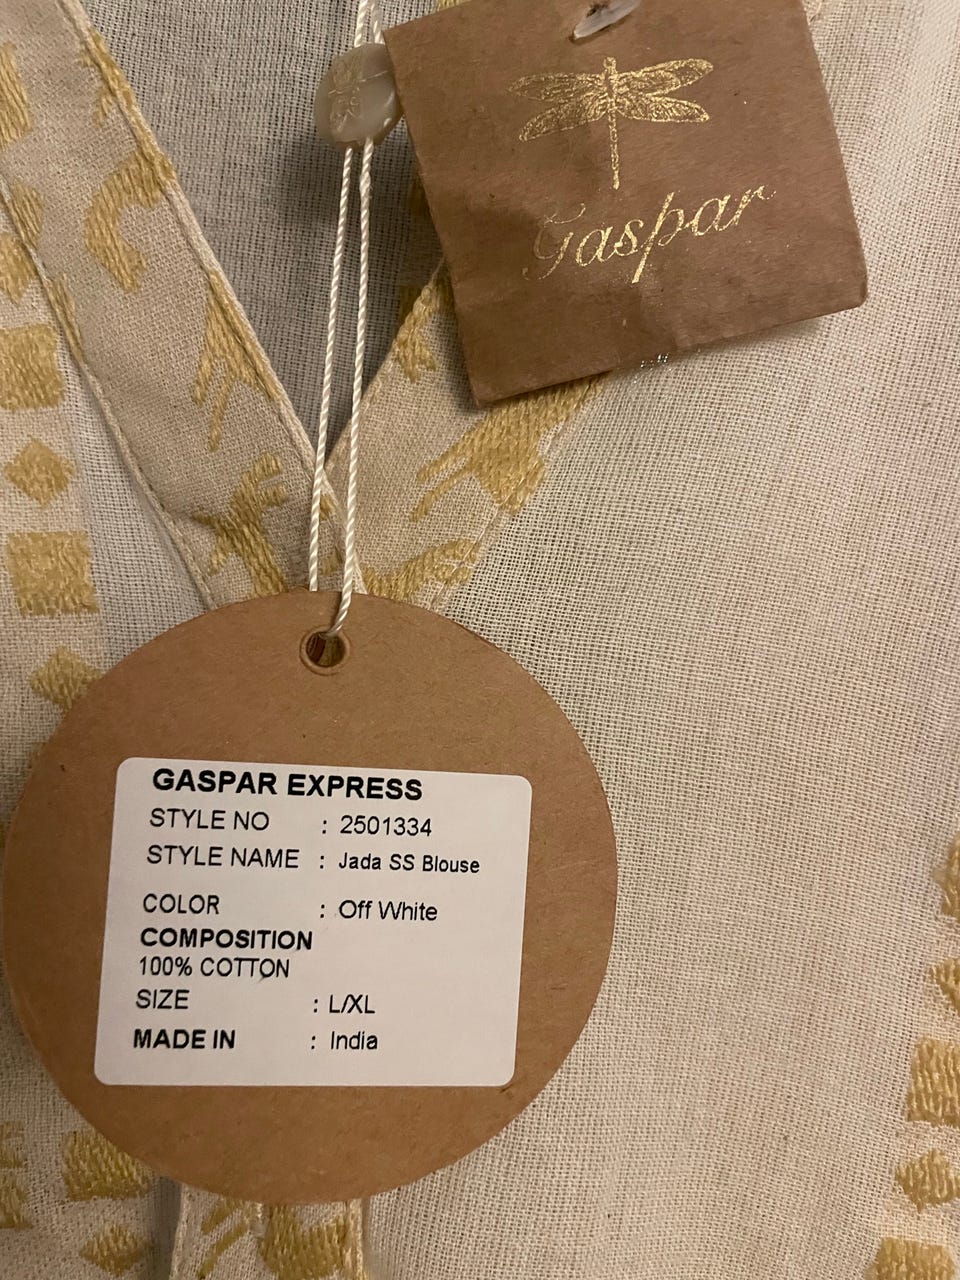 Gaspar
GASPAR EXPRESS
STYLE NO : 2501334
STYLE NAME : Jada SS Blouse
COLOR : Off White
COMPOSITION
100% COTTON
SIZE : L/XL
MADE IN : India